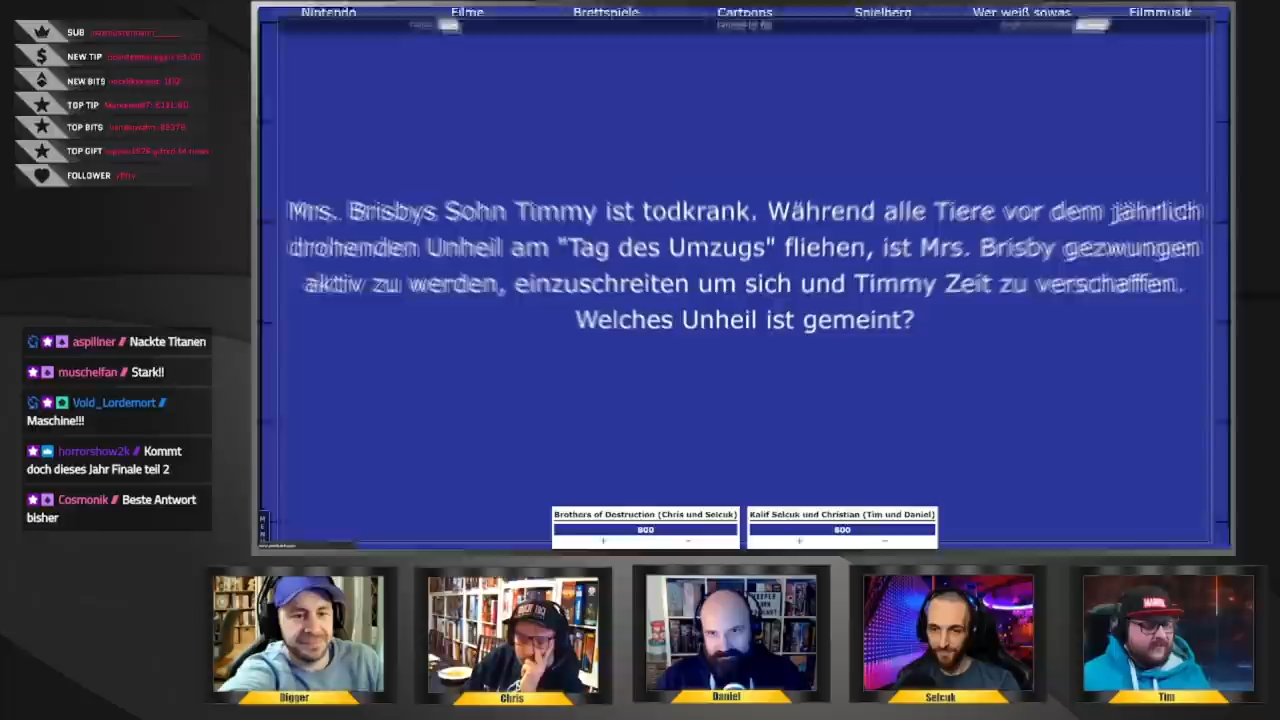 Nintendo Filme Brettspiele Cartoons Spielberg Wer weiß sowas Filmmusik
SUB
NEW TIP
NEW BITS
TOP TIP
TOP BITS
TOP GIFT
FOLLOWER
Mrs. Brisbys Sohn Timmy ist todkrank. Während alle Tiere vor dem jährlich
drohenden Unheil am "Tag des Umzugs" fliehen, ist Mrs. Brisby gezwungen
aktiv zu werden, einzuschreiten um sich und Timmy Zeit zu verschaffen.
Welches Unheil ist gemeint?
aspillner // Nackte Titanen
muschelfan // Stark!!
Vold_Lordemort //
Maschine!!!
horrorshow2k // Kommt
doch dieses Jahr Finale teil 2
Cosmonik // Beste Antwort
bisher
Brothers of Destruction (Chris und Selcuk) Kalif Selcuk und Christian (Tim und Daniel)
800 800
+ - + -
Digger Chris Daniel Selcuk Tim